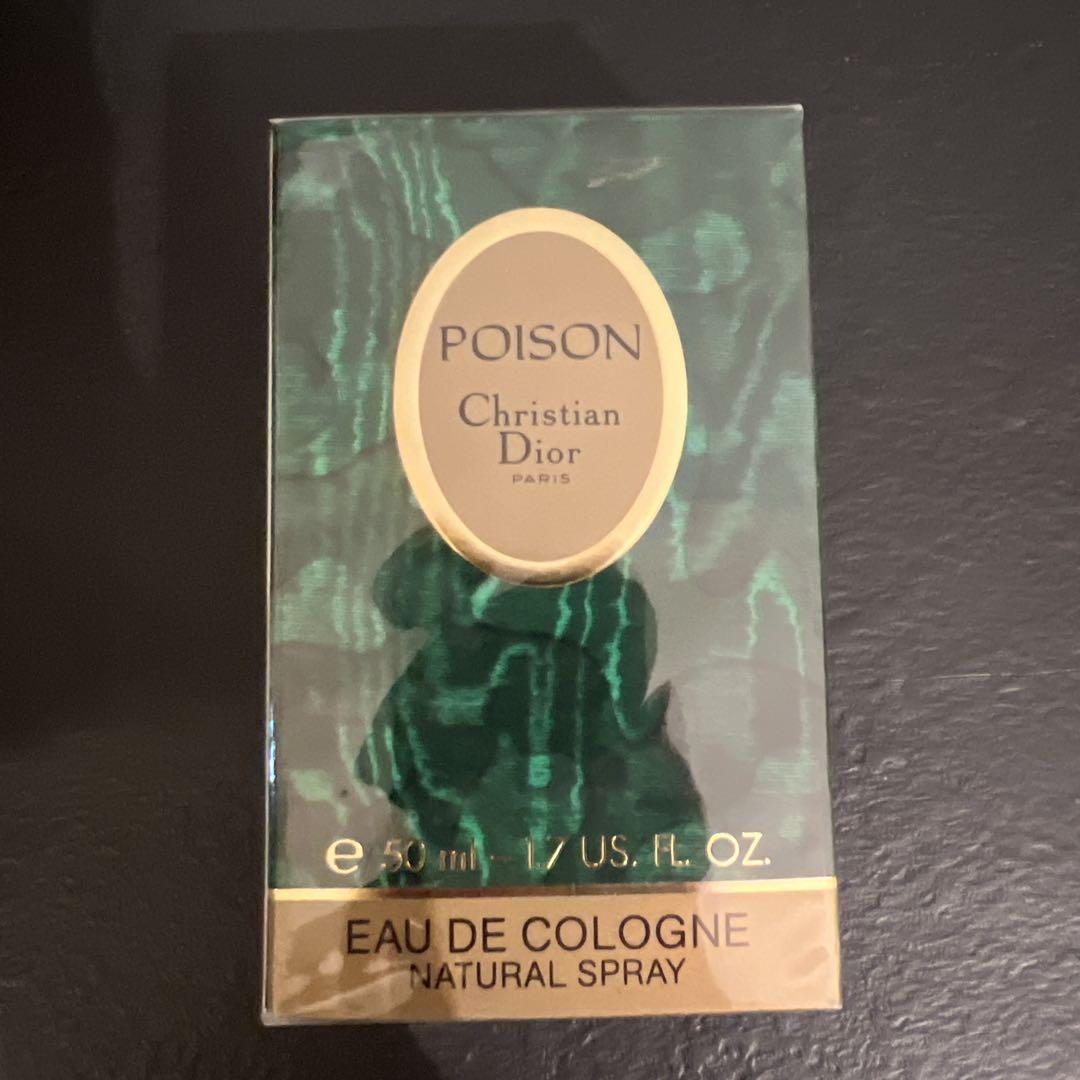 POISON
Christian
Dior
PARIS
e 50 ml - 1.7 US. FL. OZ.
EAU DE COLOGNE
NATURAL SPRAY